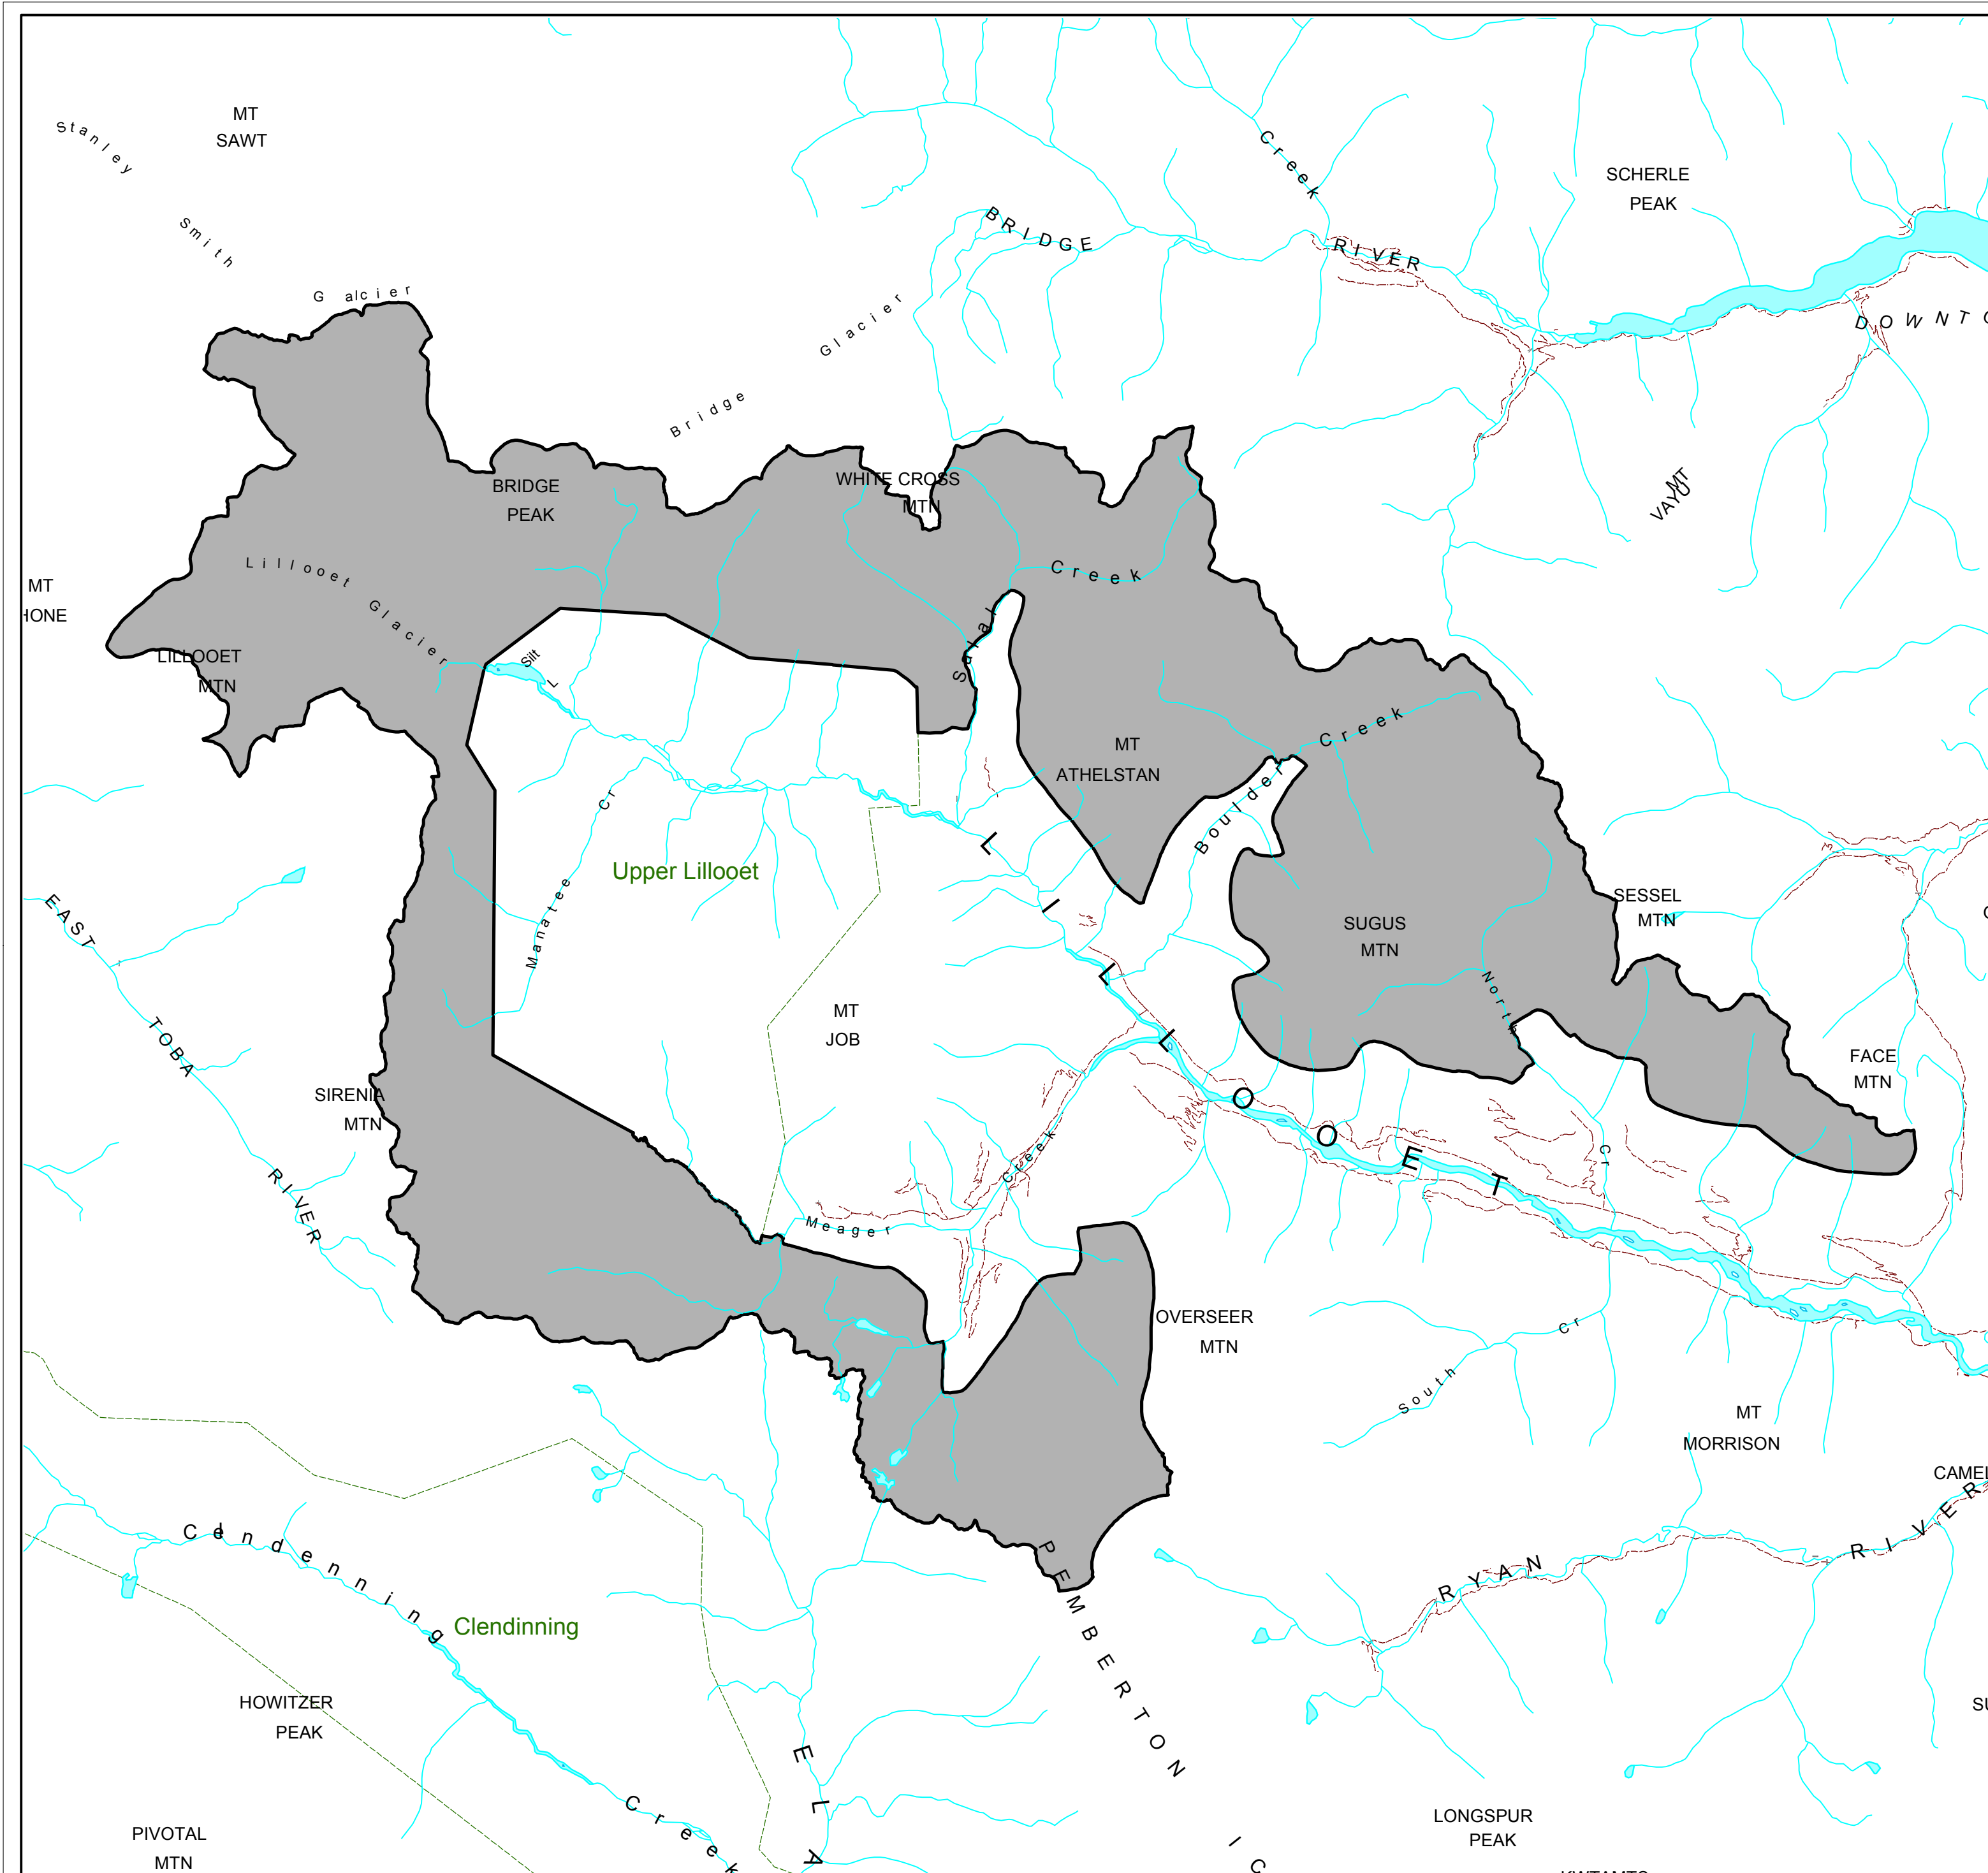 MT
SAWT
Stanley
Smith
G alcier
Creek
SCHERLE
PEAK
BRIDGE
RIVER
Bridge
Glacier
MT
VAYU
BRIDGE
PEAK
WHITE CROSS
MTN
Lillooet
Glacier
Creek
Salal
MT
LILLOOET
MTN
Silt
L
MT
ATHELSTAN
Boulder
Creek
Manatee
Cr
Upper Lillooet
LILLOOET
SUGUS
MTN
SESSEL
MTN
North
Cr
FACE
MTN
MT
JOB
EAST
TOBA
RIVER
SIRENIA
MTN
Meager
Creek
OVERSEER
MTN
South
Cr
MT
MORRISON
RYAN
RIVER
Clendenning
Creek
Clendinning
HOWITZER
PEAK
PIVOTAL
MTN
PEMBERTON
IC
ELA
LONGSPUR
PEAK